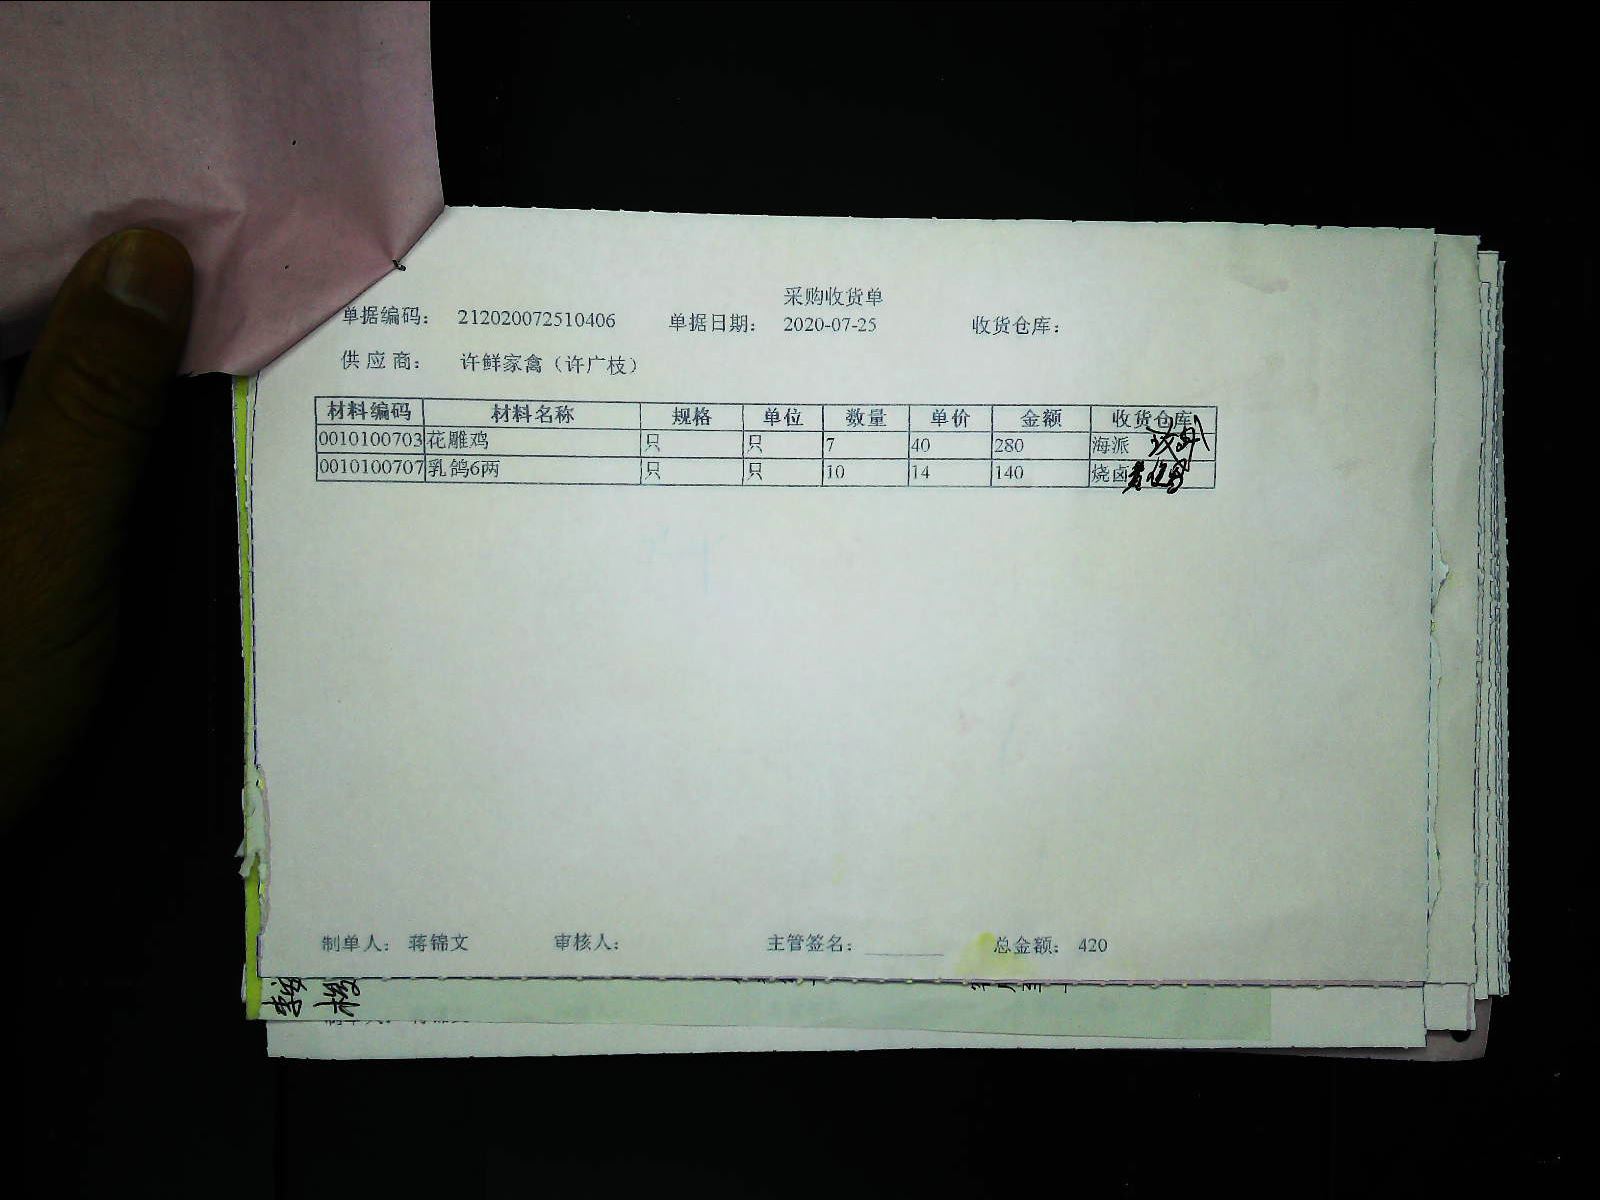 采购收货单
单据编码： 212020072510406 单据日期： 2020-07-25 收货仓库：
供应商： 许鲜家禽（许广枝）
材料编码 材料名称 规格 单位 数量 单价 金额 收货仓库
0010100703 花雕鸡 只 只 7 40 280 海派
0010100707 乳鸽6两 只 只 10 14 140 烧卤
制单人： 蒋锦文 审核人： 主管签名： 总金额： 420